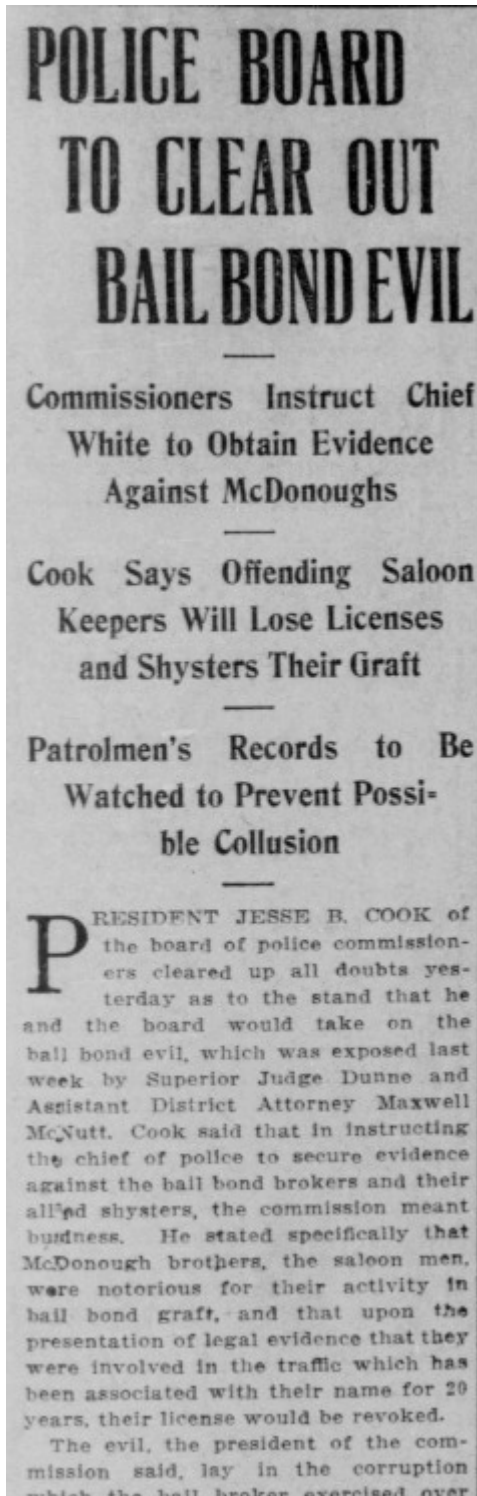 POLICE BOARD
TO CLEAR OUT
BAIL BOND EVIL
Commissioners Instruct Chief
White to Obtain Evidence
Against McDonoughs
Cook Says Offending Saloon
Keepers Will Lose Licenses
and Shysters Their Graft
Patrolmen's Records to Be
Watched to Prevent Possi-
ble Collusion
PRESIDENT JESSE B. COOK of
the board of police commission-
ers cleared up all doubts yes-
terday as to the stand that he
and the board would take on the
bail bond evil, which was exposed last
week by Superior Judge Dunne and
Assistant District Attorney Maxwell
McNutt. Cook said that in instructing
the chief of police to secure evidence
against the bail bond brokers and their
allied shysters, the commission meant
business. He stated specifically that
McDonough brothers, the saloon men,
were notorious for their activity in
bail bond graft, and that upon the
presentation of legal evidence that they
were involved in the traffic which has
been associated with their name for 20
years, their license would be revoked.
The evil, the president of the com-
mission said, lay in the corruption
which the bail broker exercised over